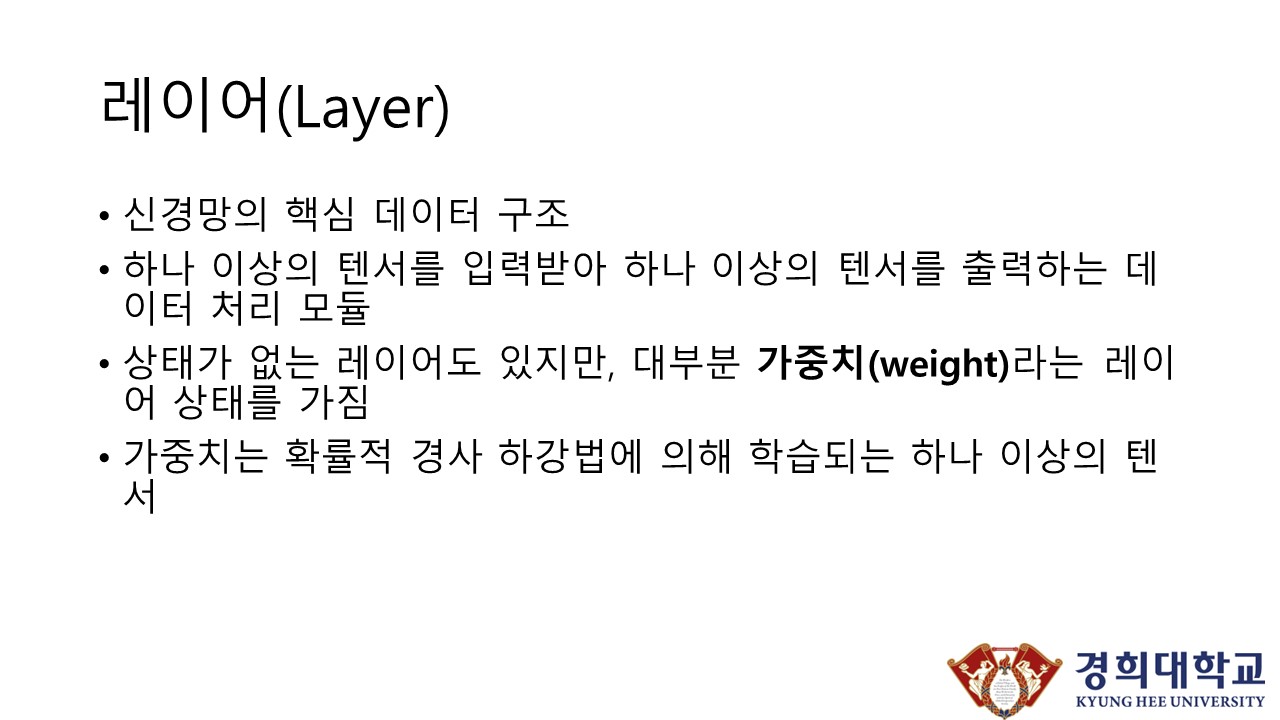 레이어(Layer)
• 신경망의 핵심 데이터 구조
• 하나 이상의 텐서를 입력받아 하나 이상의 텐서를 출력하는 데
이터 처리 모듈
• 상태가 없는 레이어도 있지만, 대부분 가중치(weight)라는 레이
어 상태를 가짐
• 가중치는 확률적 경사 하강법에 의해 학습되는 하나 이상의 텐
서
경희대학교
KYUNG HEE UNIVERSITY